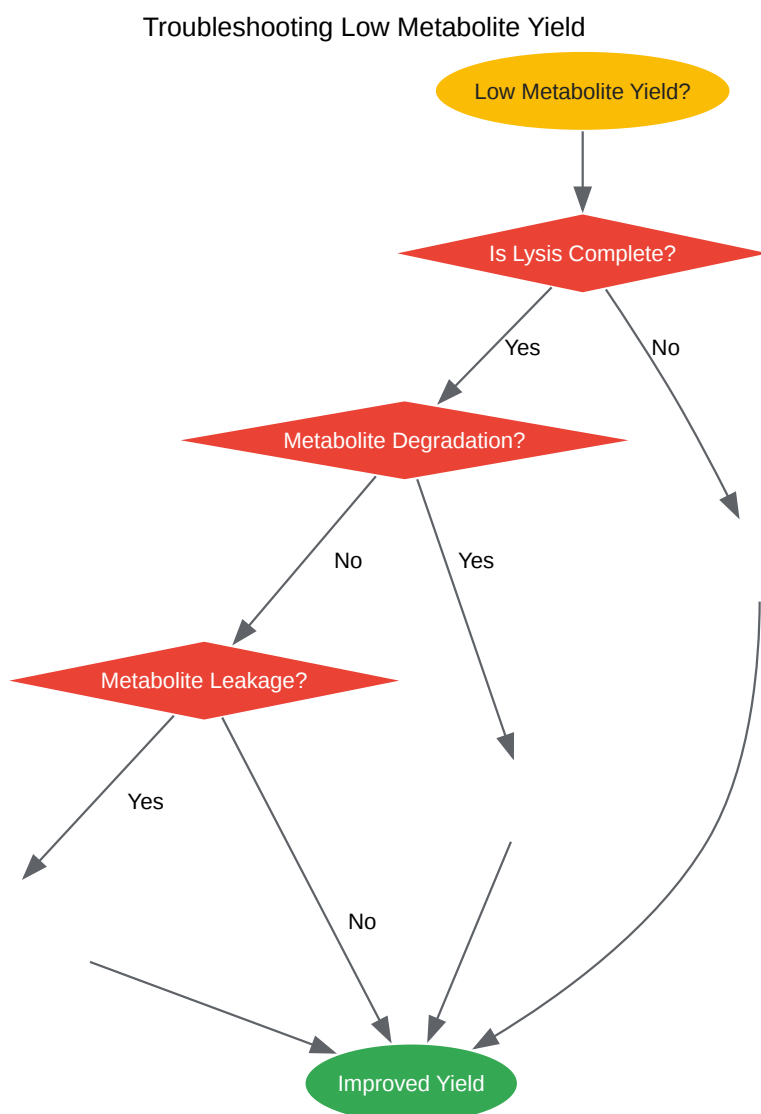 Troubleshooting Low Metabolite Yield
Low Metabolite Yield?
Is Lysis Complete?
Yes
No
Metabolite Degradation?
No
Yes
Metabolite Leakage?
Yes
No
Improved Yield